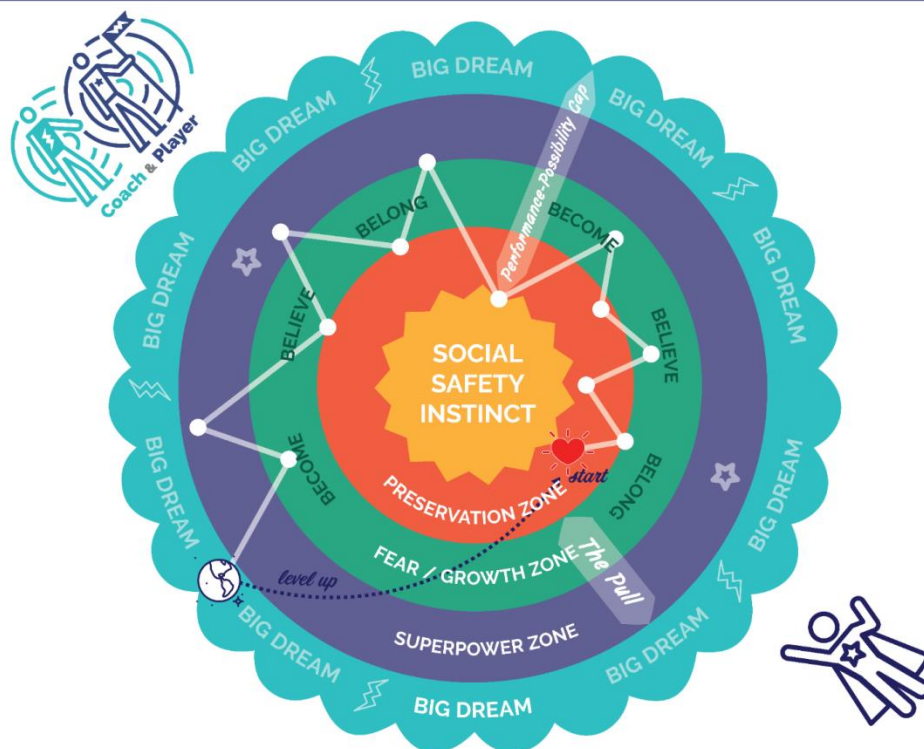 Coach & Player
BIG DREAM
BIG DREAM
BIG DREAM
BIG DREAM
BIG DREAM
BIG DREAM
BIG DREAM
BIG DREAM
BIG DREAM
BIG DREAM
Performance-Possibility Gap
BELONG
BECOME
BELIEVE
BELIEVE
BECOME
BELONG
SOCIAL
SAFETY
INSTINCT
start
PRESERVATION ZONE
FEAR / GROWTH ZONE
The Pull
level up
SUPERPOWER ZONE